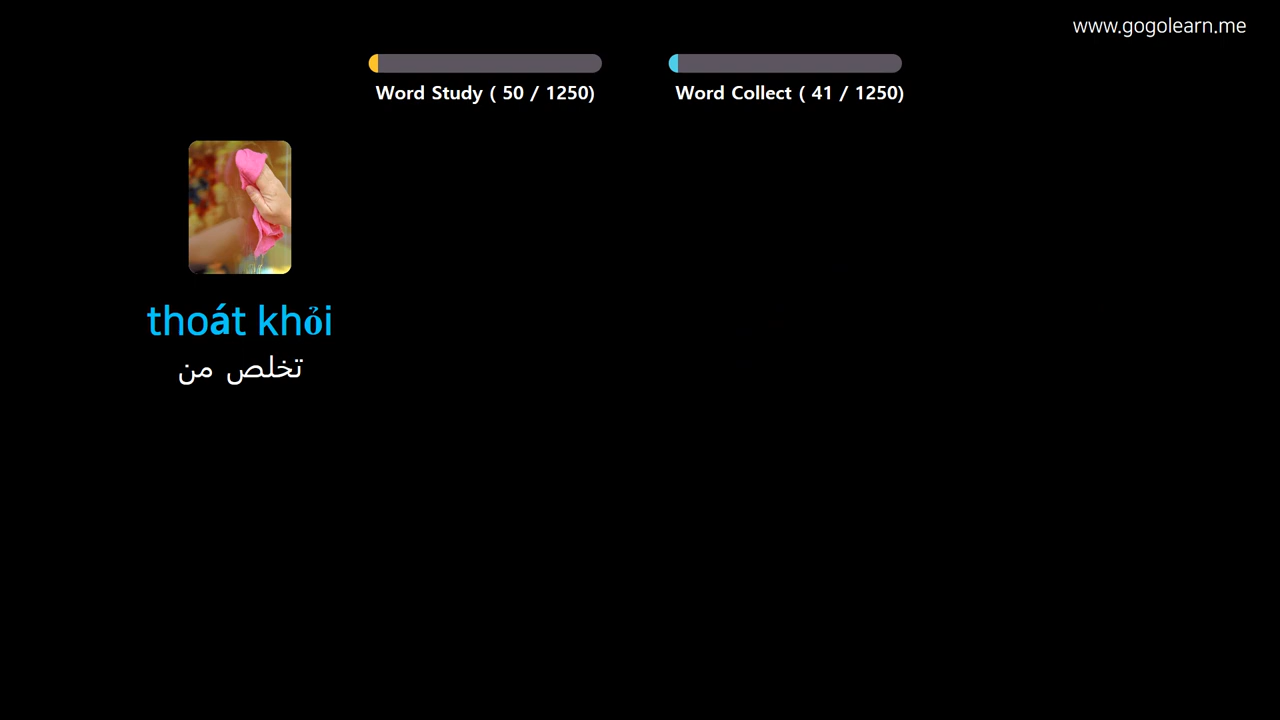 www.gogolearn.me
Word Study ( 50 / 1250)
Word Collect ( 41 / 1250)
thoát khỏi
تخلص من